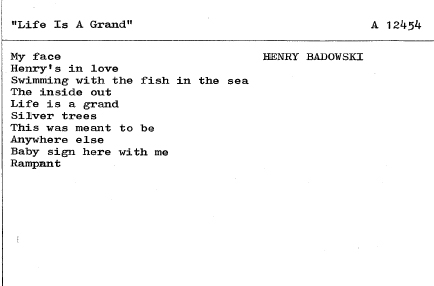 "Life Is A Grand" A 12454
My face HENRY BADOWSKI
Henry's in love
Swimming with the fish in the sea
The inside out
Life is a grand
Silver trees
This was meant to be
Anywhere else
Baby sign here with me
Rampant